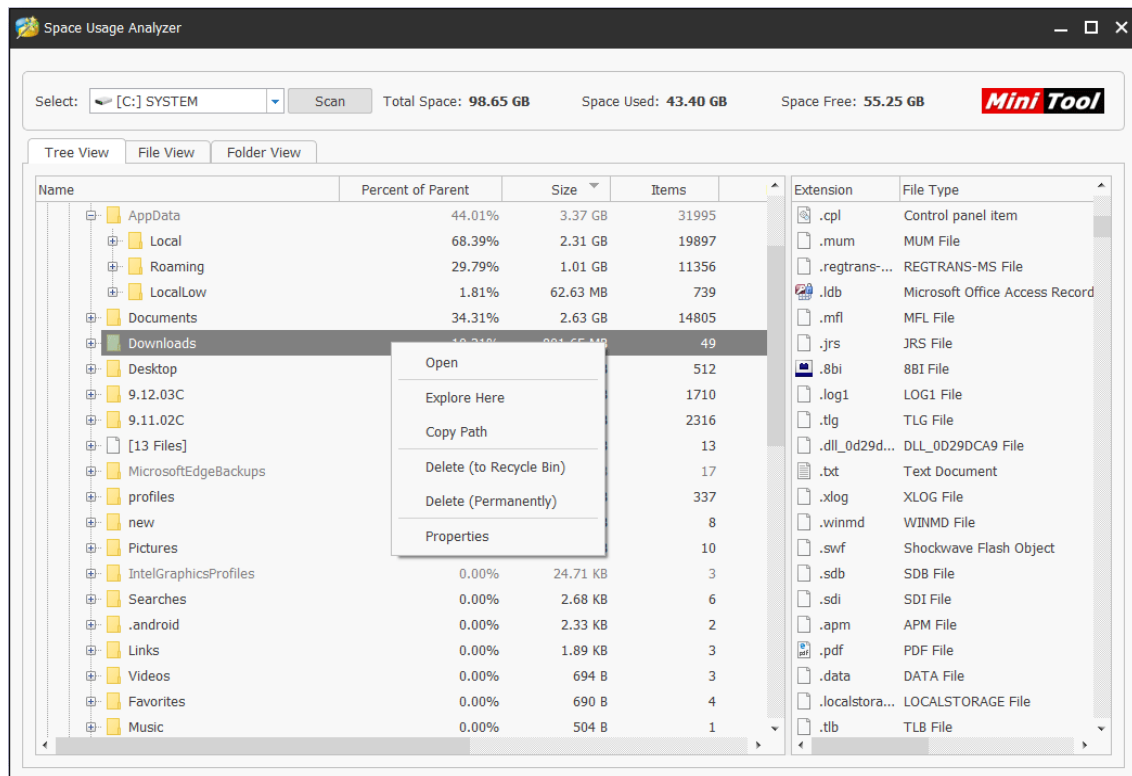 Space Usage Analyzer
Select: [C:] SYSTEM Scan Total Space: 98.65 GB Space Used: 43.40 GB Space Free: 55.25 GB Mini Tool
Tree View File View Folder View
Name Percent of Parent Size Items Extension File Type
AppData 44.01% 3.37 GB 31995 .cpl Control panel item
Local 68.39% 2.31 GB 19897 .mum MUM File
Roaming 29.79% 1.01 GB 11356 .regtrans-... REGTRANS-MS File
LocalLow 1.81% 62.63 MB 739 .ldb Microsoft Office Access Record
Documents 34.31% 2.63 GB 14805 .mfl MFL File
Downloads 49 .jrs JRS File
Open
Desktop 512 .8bi 8BI File
Explore Here
9.12.03C 1710 .log1 LOG1 File
Copy Path
9.11.02C 2316 .tlg TLG File
[13 Files] 13 .dll_0d29d... DLL_0D29DCA9 File
Delete (to Recycle Bin)
MicrosoftEdgeBackups 17 .txt Text Document
Delete (Permanently)
profiles 337 .xlog XLOG File
new 8 .winmd WINMD File
Properties
Pictures 10 .swf Shockwave Flash Object
IntelGraphicsProfiles 0.00% 24.71 KB 3 .sdb SDB File
Searches 0.00% 2.68 KB 6 .sdi SDI File
.android 0.00% 2.33 KB 2 .apm APM File
Links 0.00% 1.89 KB 3 .pdf PDF File
Videos 0.00% 694 B 3 .data DATA File
Favorites 0.00% 690 B 4 .localstora... LOCALSTORAGE File
Music 0.00% 504 B 1 .tlb TLB File